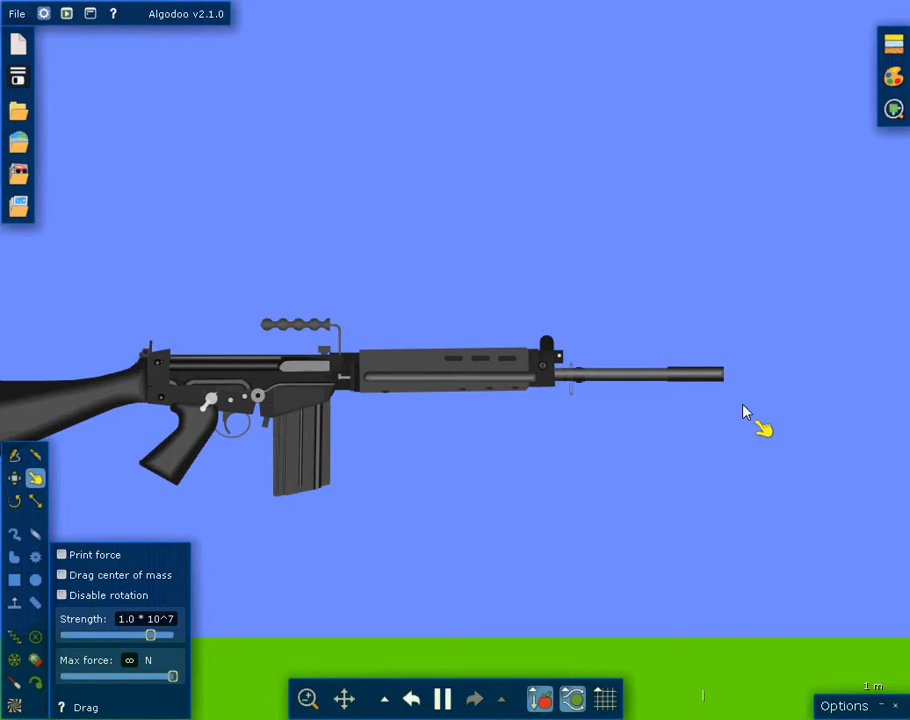 File ? Algodoo v2.1.0
Print force
Drag center of mass
Disable rotation
Strength: 1.0 * 10^7
Max force: ∞ N
? Drag
1 m
Options - ×